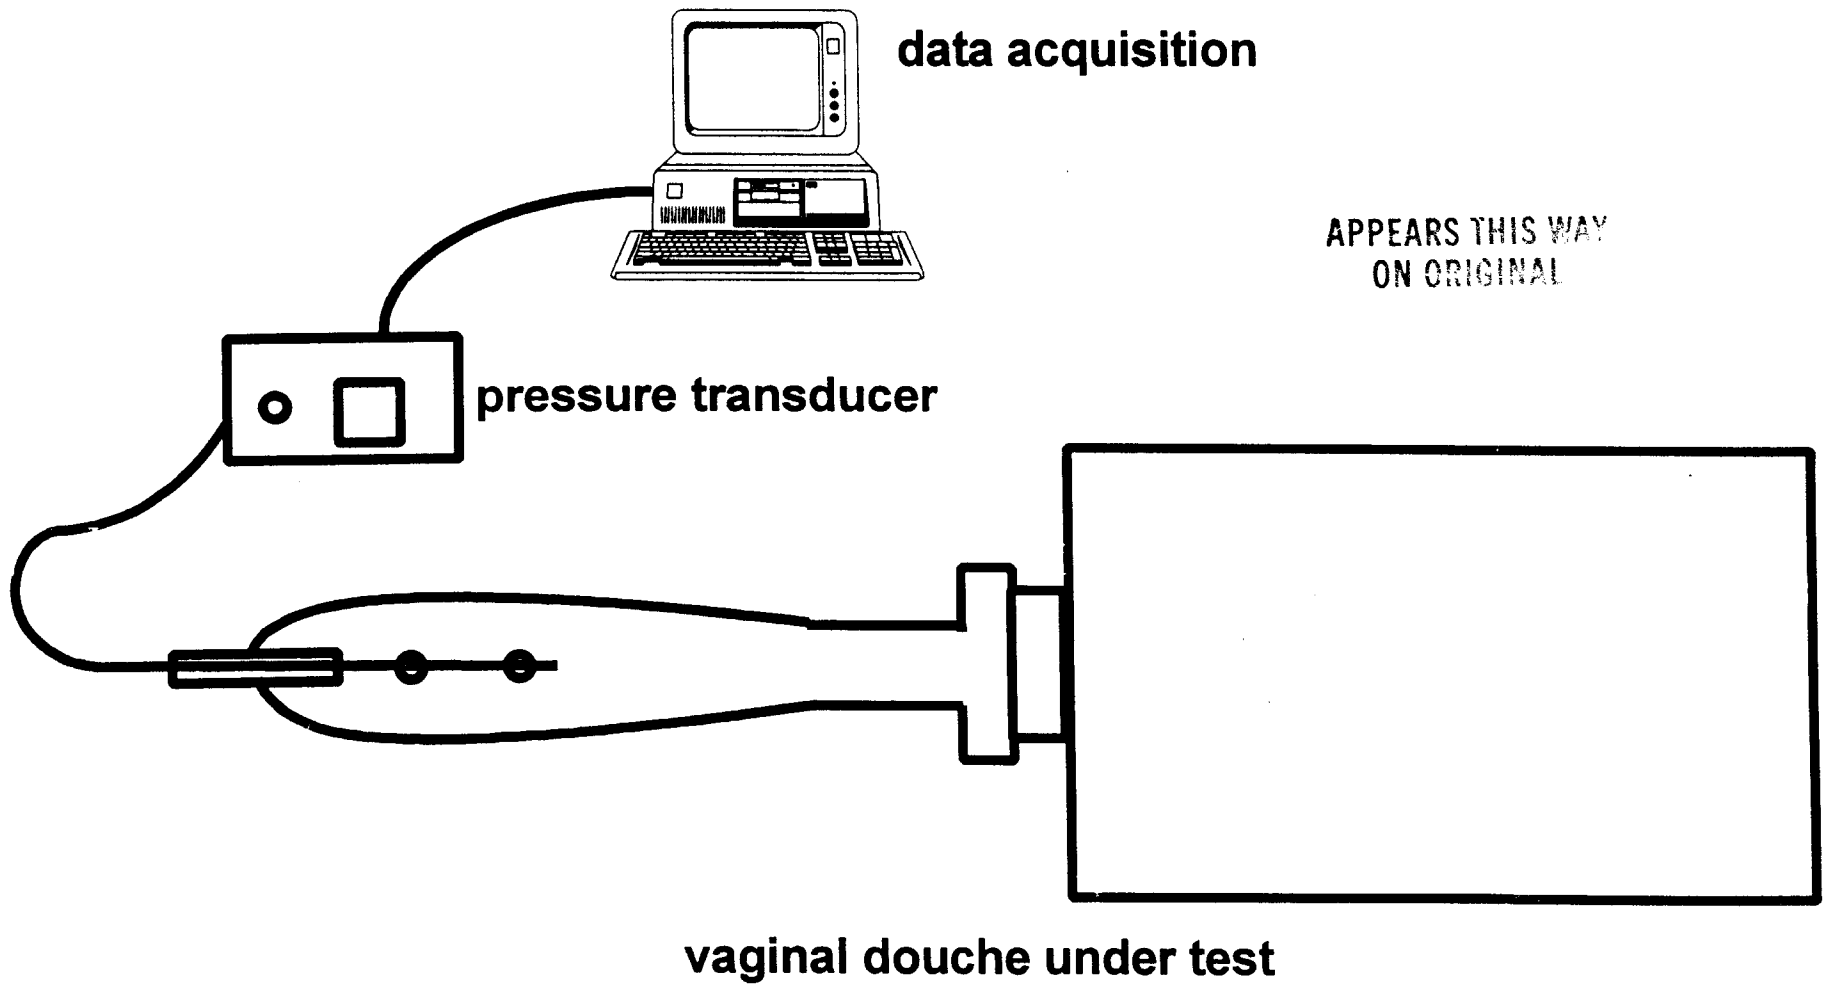 data acquisition
APPEARS THIS WAY
ON ORIGINAL
pressure transducer
vaginal douche under test